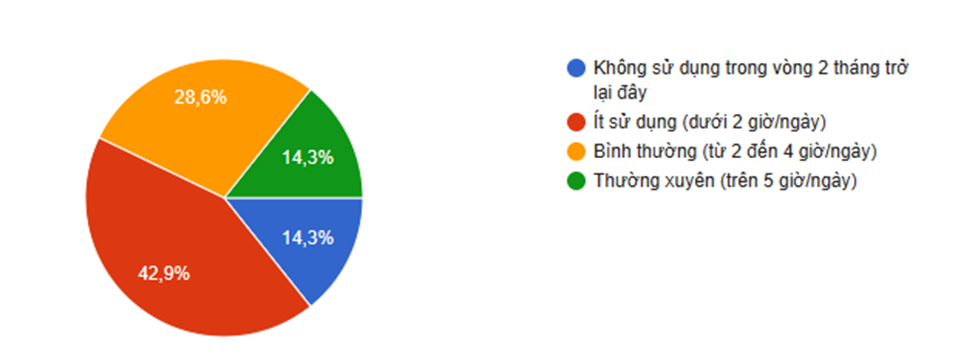 28,6%
14,3%
14,3%
42,9%
Không sử dụng trong vòng 2 tháng trở
lại đây
Ít sử dụng (dưới 2 giờ/ngày)
Bình thường (từ 2 đến 4 giờ/ngày)
Thường xuyên (trên 5 giờ/ngày)